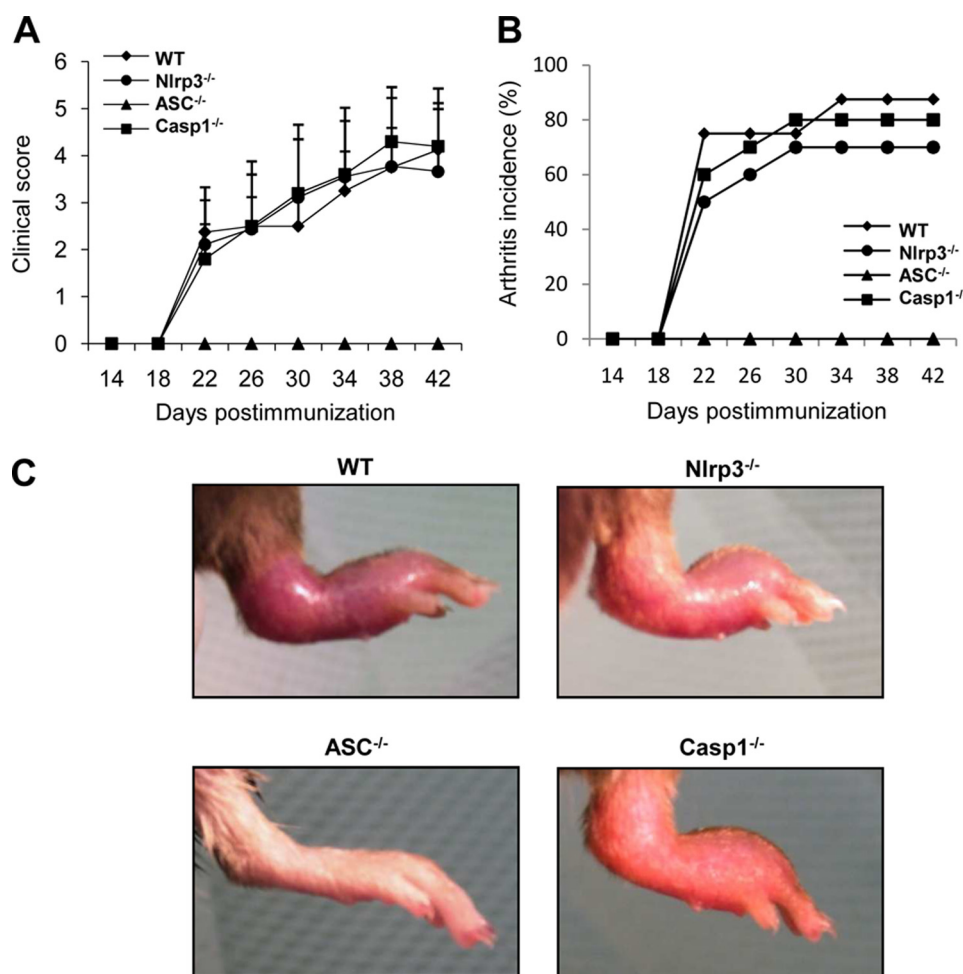 A
6
5
4
3
2
1
0
Clinical score
WT
Nlrp3-/-
ASC-/-
Casp1-/-
14 18 22 26 30 34 38 42
Days postimmunization
B
100
80
60
40
20
0
Arthritis incidence (%)
WT
Nlrp3-/-
ASC-/-
Casp1-/
14 18 22 26 30 34 38 42
Days postimmunization
C
WT
Nlrp3-/-
ASC-/-
Casp1-/-